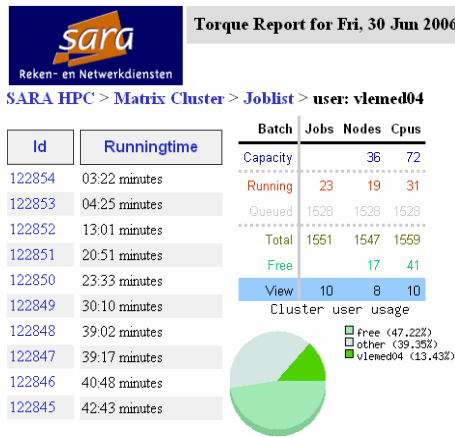 sara
Reken- en Netwerkdiensten
Torque Report for Fri, 30 Jun 2006
SARA HPC > Matrix Cluster > Joblist > user: vlemed04
Id Runningtime
122854 03:22 minutes
122853 04:25 minutes
122852 13:01 minutes
122851 20:51 minutes
122850 23:33 minutes
122849 30:10 minutes
122848 39:02 minutes
122847 39:17 minutes
122846 40:48 minutes
122845 42:43 minutes
Batch Jobs Nodes Cpus
Capacity 36 72
Running 23 19 31
Queued 1528 1528 1528
Total 1551 1547 1559
Free 17 41
View 10 8 10
Cluster user usage
free (47.22%)
other (39.35%)
vlemed04 (13.43%)